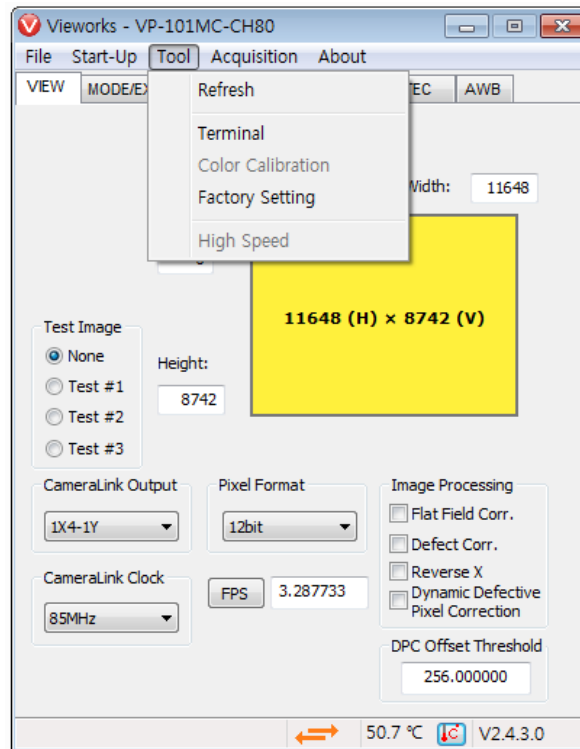 Vieworks - VP-101MC-CH80
File Start-Up Tool Acquisition About
VIEW MODE/EX TEC AWB
Refresh
Terminal
Color Calibration
Factory Setting
High Speed
Width: 11648
11648 (H) × 8742 (V)
Test Image
None
Test #1
Test #2
Test #3
Height:
8742
CameraLink Output
1X4-1Y
Pixel Format
12bit
Image Processing
Flat Field Corr.
Defect Corr.
Reverse X
Dynamic Defective
Pixel Correction
CameraLink Clock
85MHz
FPS 3.287733
DPC Offset Threshold
256.000000
50.7 ℃ V2.4.3.0